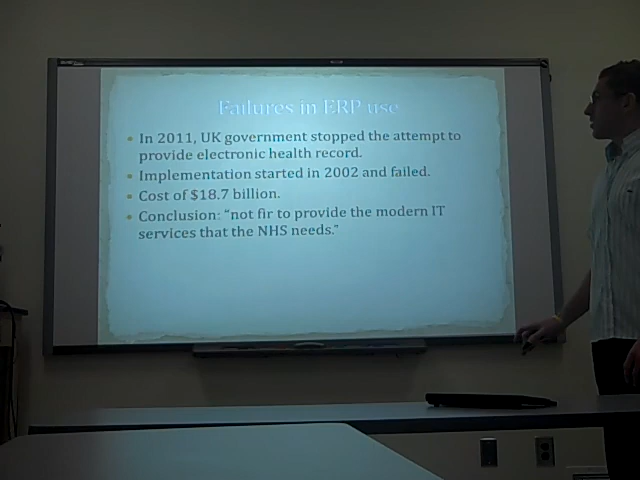 Failures in ERP use
In 2011, UK government stopped the attempt to
provide electronic health record.
Implementation started in 2002 and failed.
Cost of $18.7 billion.
Conclusion: “not fir to provide the modern IT
services that the NHS needs.”